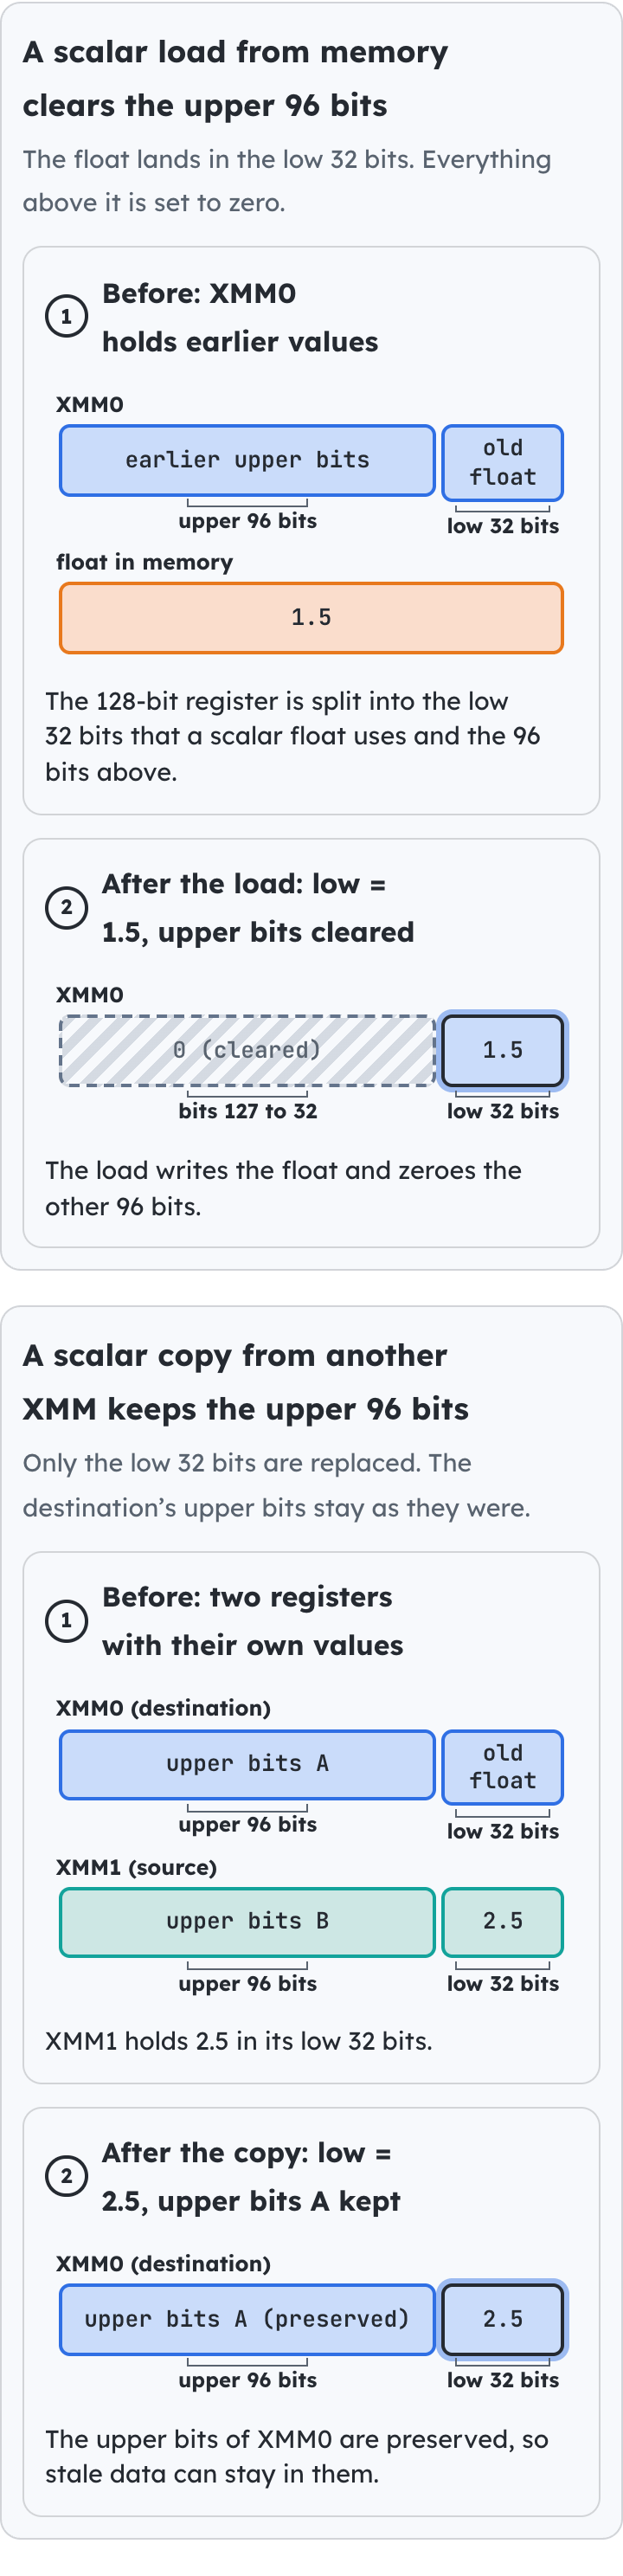 A scalar load from memory
clears the upper 96 bits
The float lands in the low 32 bits. Everything
above it is set to zero.
1
Before: XMM0
holds earlier values
XMM0
earlier upper bits
old
float
upper 96 bits
low 32 bits
float in memory
1.5
The 128-bit register is split into the low
32 bits that a scalar float uses and the 96
bits above.
2
After the load: low =
1.5, upper bits cleared
XMM0
0 (cleared)
1.5
bits 127 to 32
low 32 bits
The load writes the float and zeroes the
other 96 bits.
A scalar copy from another
XMM keeps the upper 96 bits
Only the low 32 bits are replaced. The
destination’s upper bits stay as they were.
1
Before: two registers
with their own values
XMM0 (destination)
upper bits A
old
float
upper 96 bits
low 32 bits
XMM1 (source)
upper bits B
2.5
upper 96 bits
low 32 bits
XMM1 holds 2.5 in its low 32 bits.
2
After the copy: low =
2.5, upper bits A kept
XMM0 (destination)
upper bits A (preserved)
2.5
upper 96 bits
low 32 bits
The upper bits of XMM0 are preserved, so
stale data can stay in them.